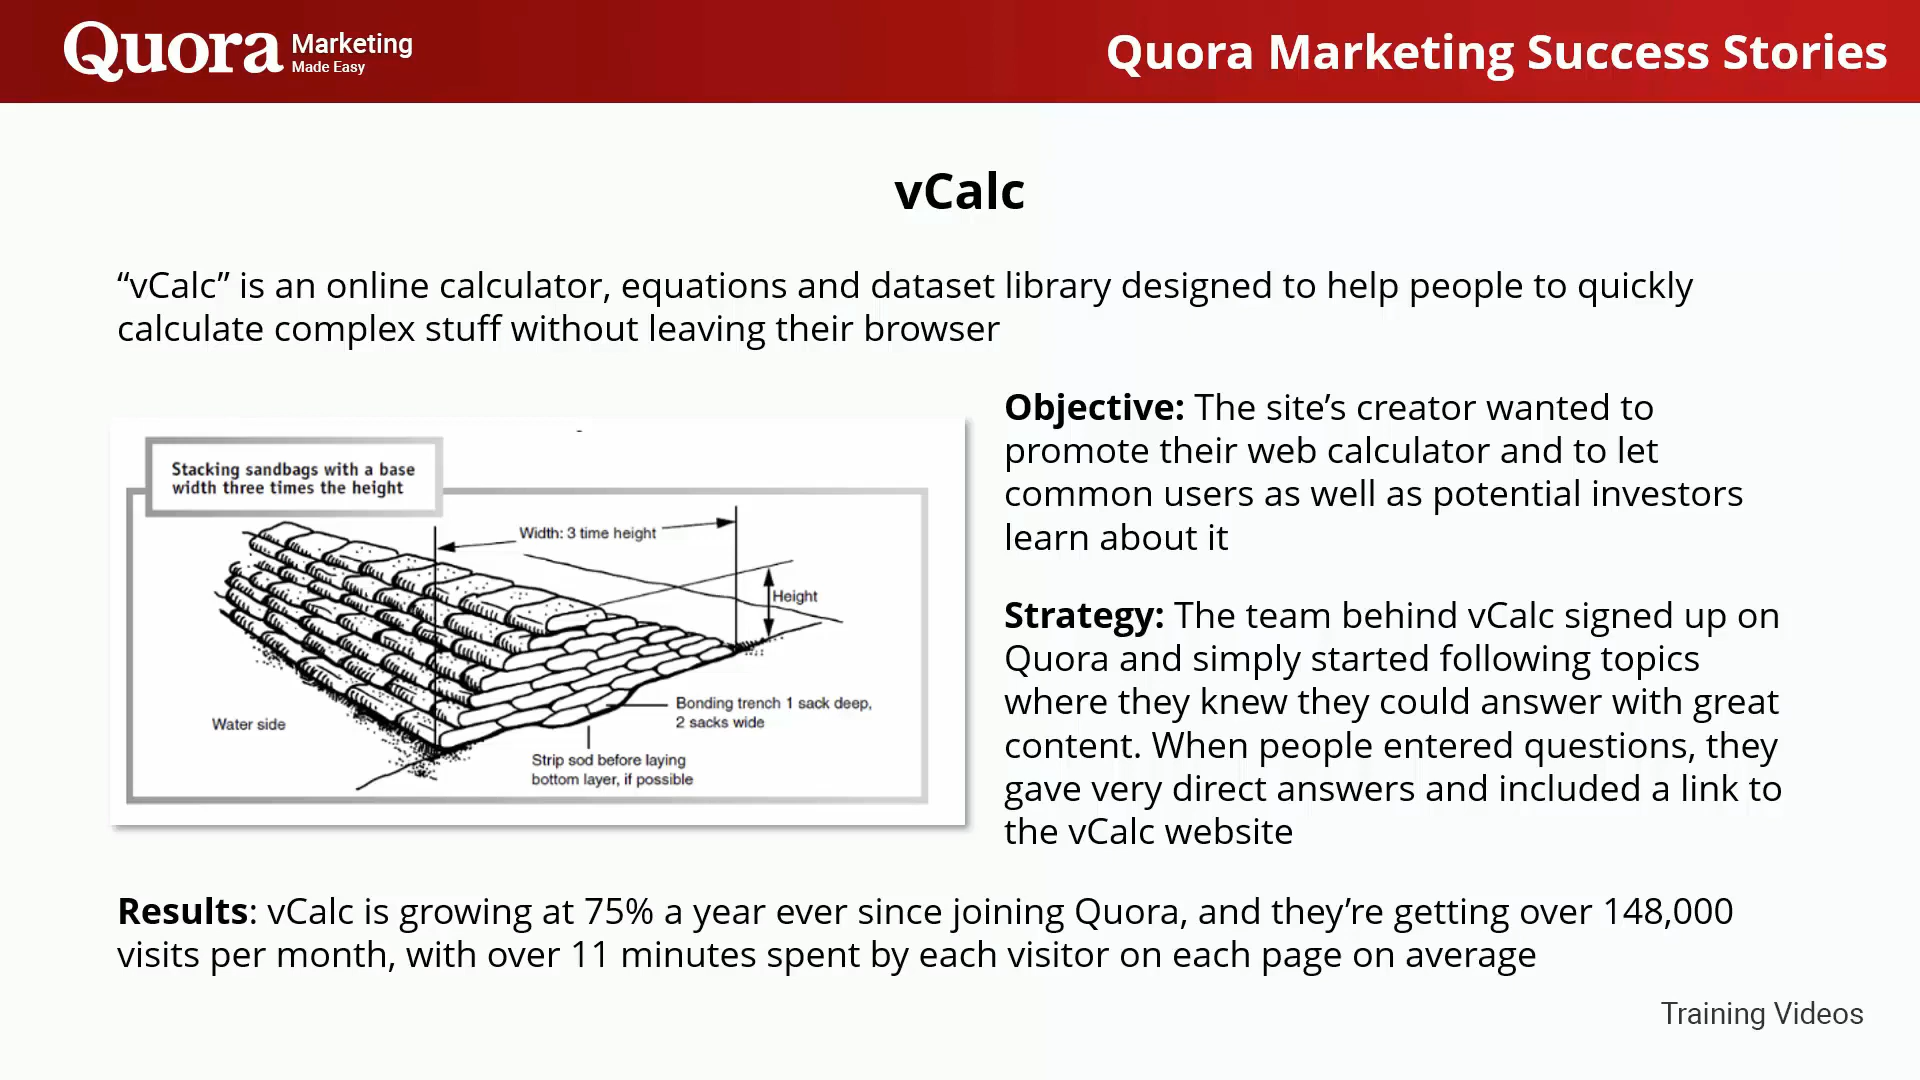 Quora Marketing
Made Easy
Quora Marketing Success Stories
vCalc
“vCalc” is an online calculator, equations and dataset library designed to help people to quickly
calculate complex stuff without leaving their browser
Stacking sandbags with a base
width three times the height
Width: 3 time height
Height
Bonding trench 1 sack deep,
2 sacks wide
Water side
Strip sod before laying
bottom layer, if possible
Objective: The site’s creator wanted to
promote their web calculator and to let
common users as well as potential investors
learn about it
Strategy: The team behind vCalc signed up on
Quora and simply started following topics
where they knew they could answer with great
content. When people entered questions, they
gave very direct answers and included a link to
the vCalc website
Results: vCalc is growing at 75% a year ever since joining Quora, and they’re getting over 148,000
visits per month, with over 11 minutes spent by each visitor on each page on average
Training Videos